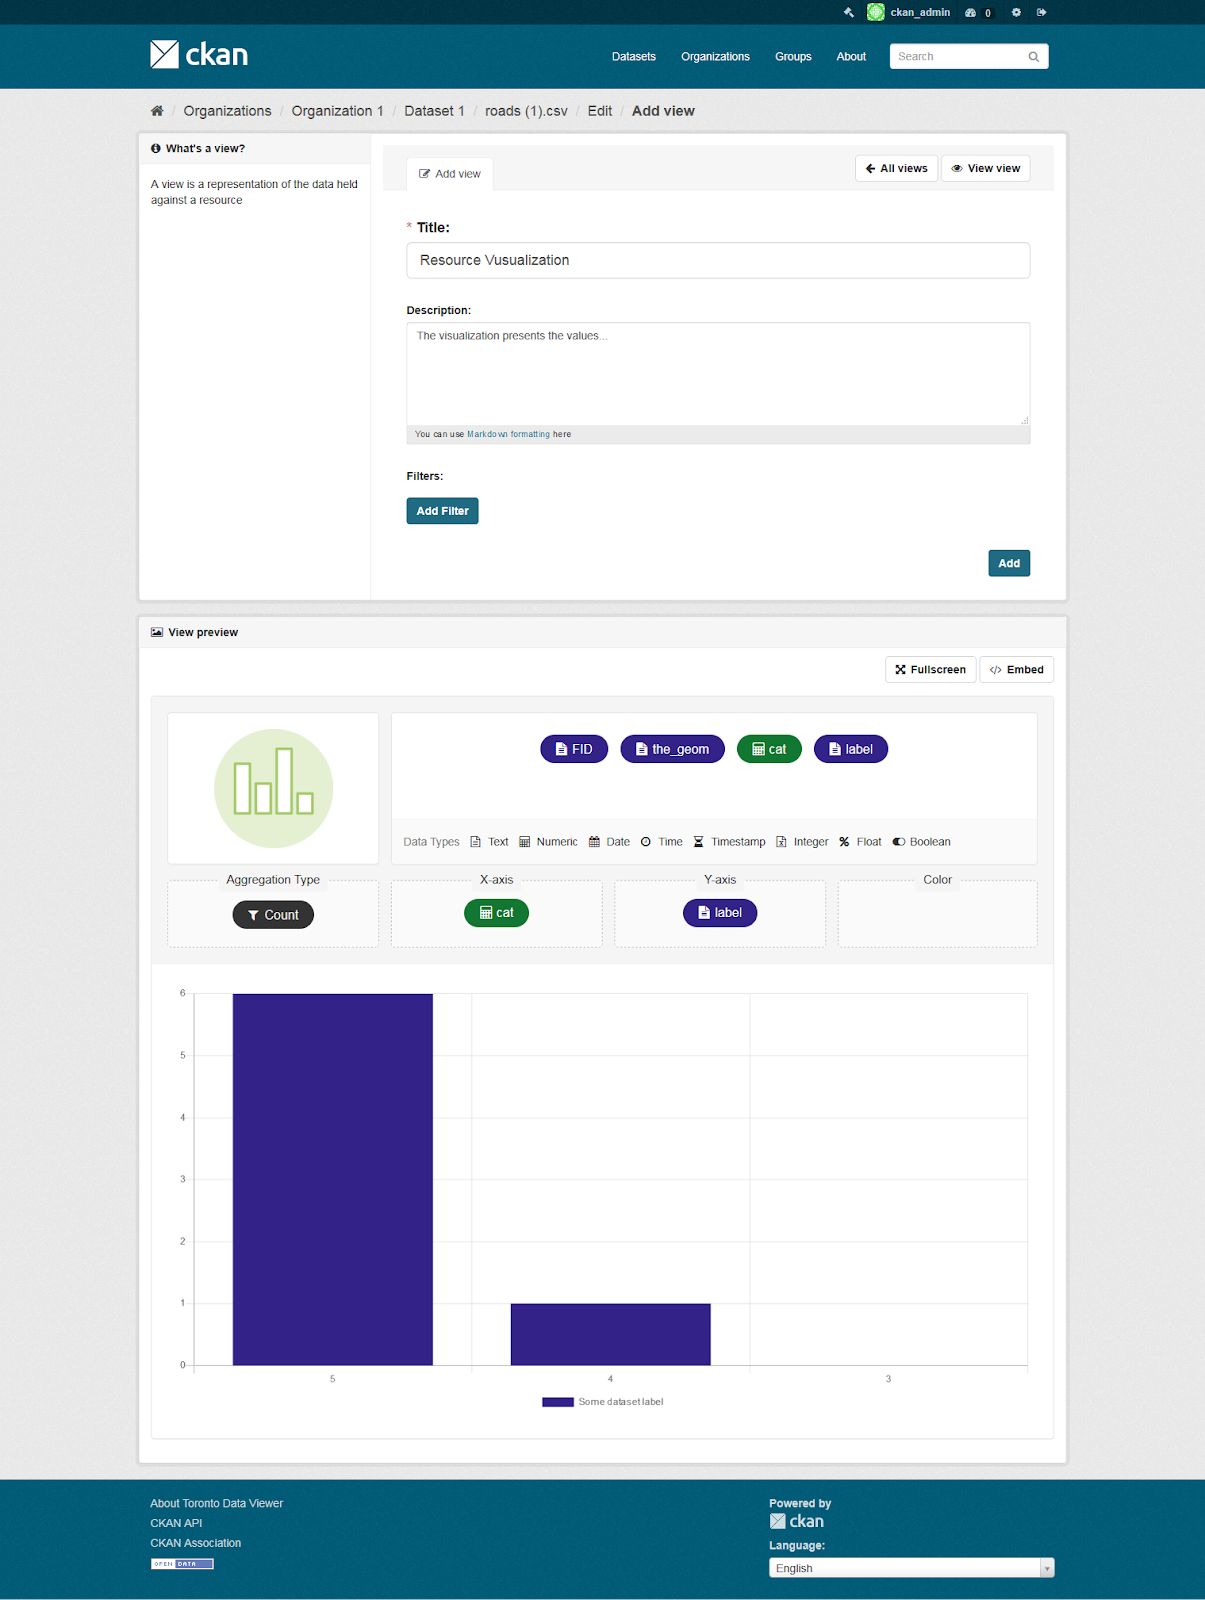 ckan_admin 0
ckan
Datasets Organizations Groups About Search
/ Organizations / Organization 1 / Dataset 1 / roads (1).csv / Edit / Add view
What's a view?
A view is a representation of the data held
against a resource
Add view
All views View view
* Title:
Resource Vusualization
Description:
The visualization presents the values...
You can use Markdown formatting here
Filters:
Add Filter
Add
View preview
Fullscreen Embed
FID the_geom cat label
Data Types Text Numeric Date Time Timestamp Integer Float Boolean
Aggregation Type X-axis Y-axis Color
Count cat label
6
5
4
3
2
1
0
5 4 3
Some dataset label
About Toronto Data Viewer
CKAN API
CKAN Association
OPEN DATA
Powered by
ckan
Language:
English